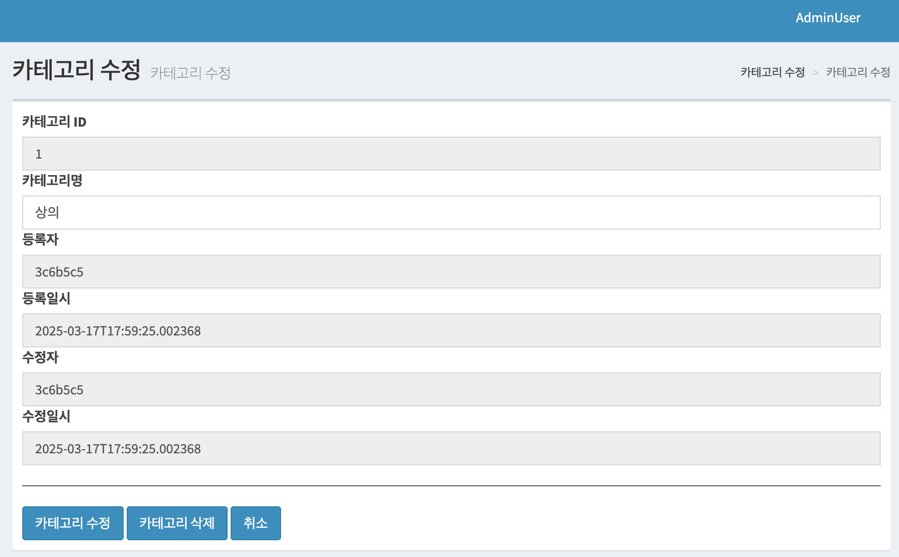 AdminUser
카테고리 수정 카테고리 수정
카테고리 수정 > 카테고리 수정
카테고리 ID
1
카테고리명
상의
등록자
3c6b5c5
등록일시
2025-03-17T17:59:25.002368
수정자
3c6b5c5
수정일시
2025-03-17T17:59:25.002368
카테고리 수정 카테고리 삭제 취소